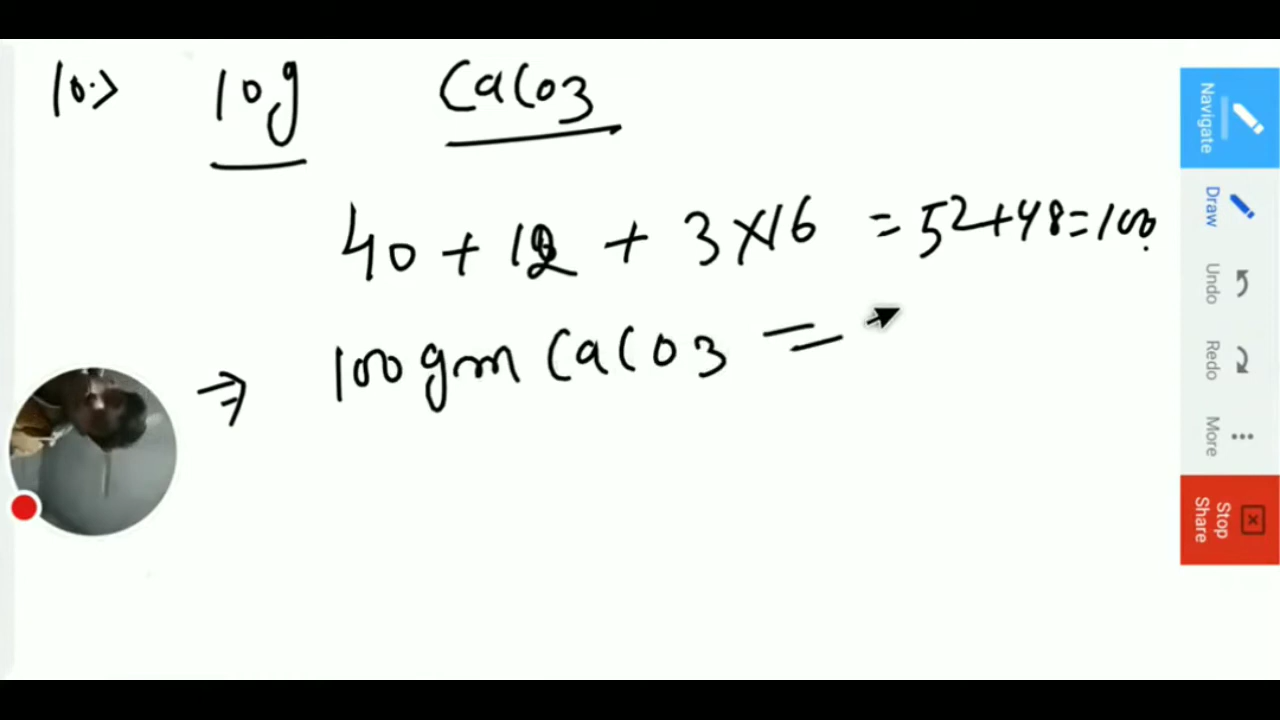 10.> 10g CaCo3
40 + 12 + 3×16 = 52+48=100.
⇒ 100gm CaCo3 =
Navigate
Draw
Undo
Redo
More
Stop
Share